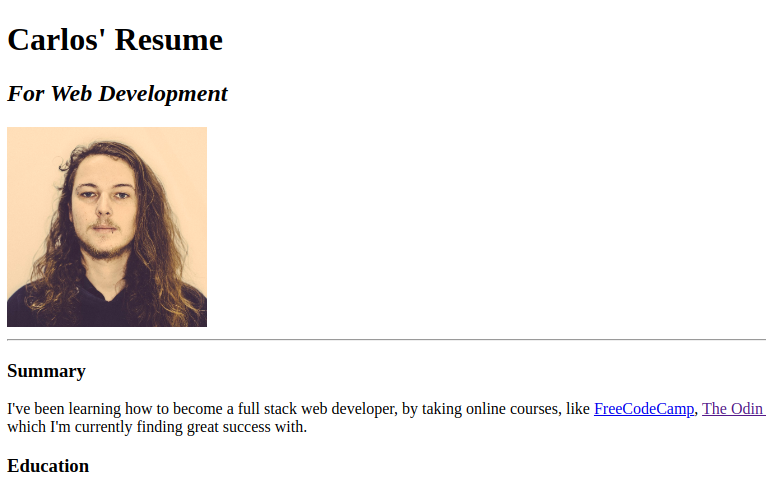 Carlos' Resume
For Web Development
Summary
I've been learning how to become a full stack web developer, by taking online courses, like FreeCodeCamp, The Odin
which I'm currently finding great success with.
Education